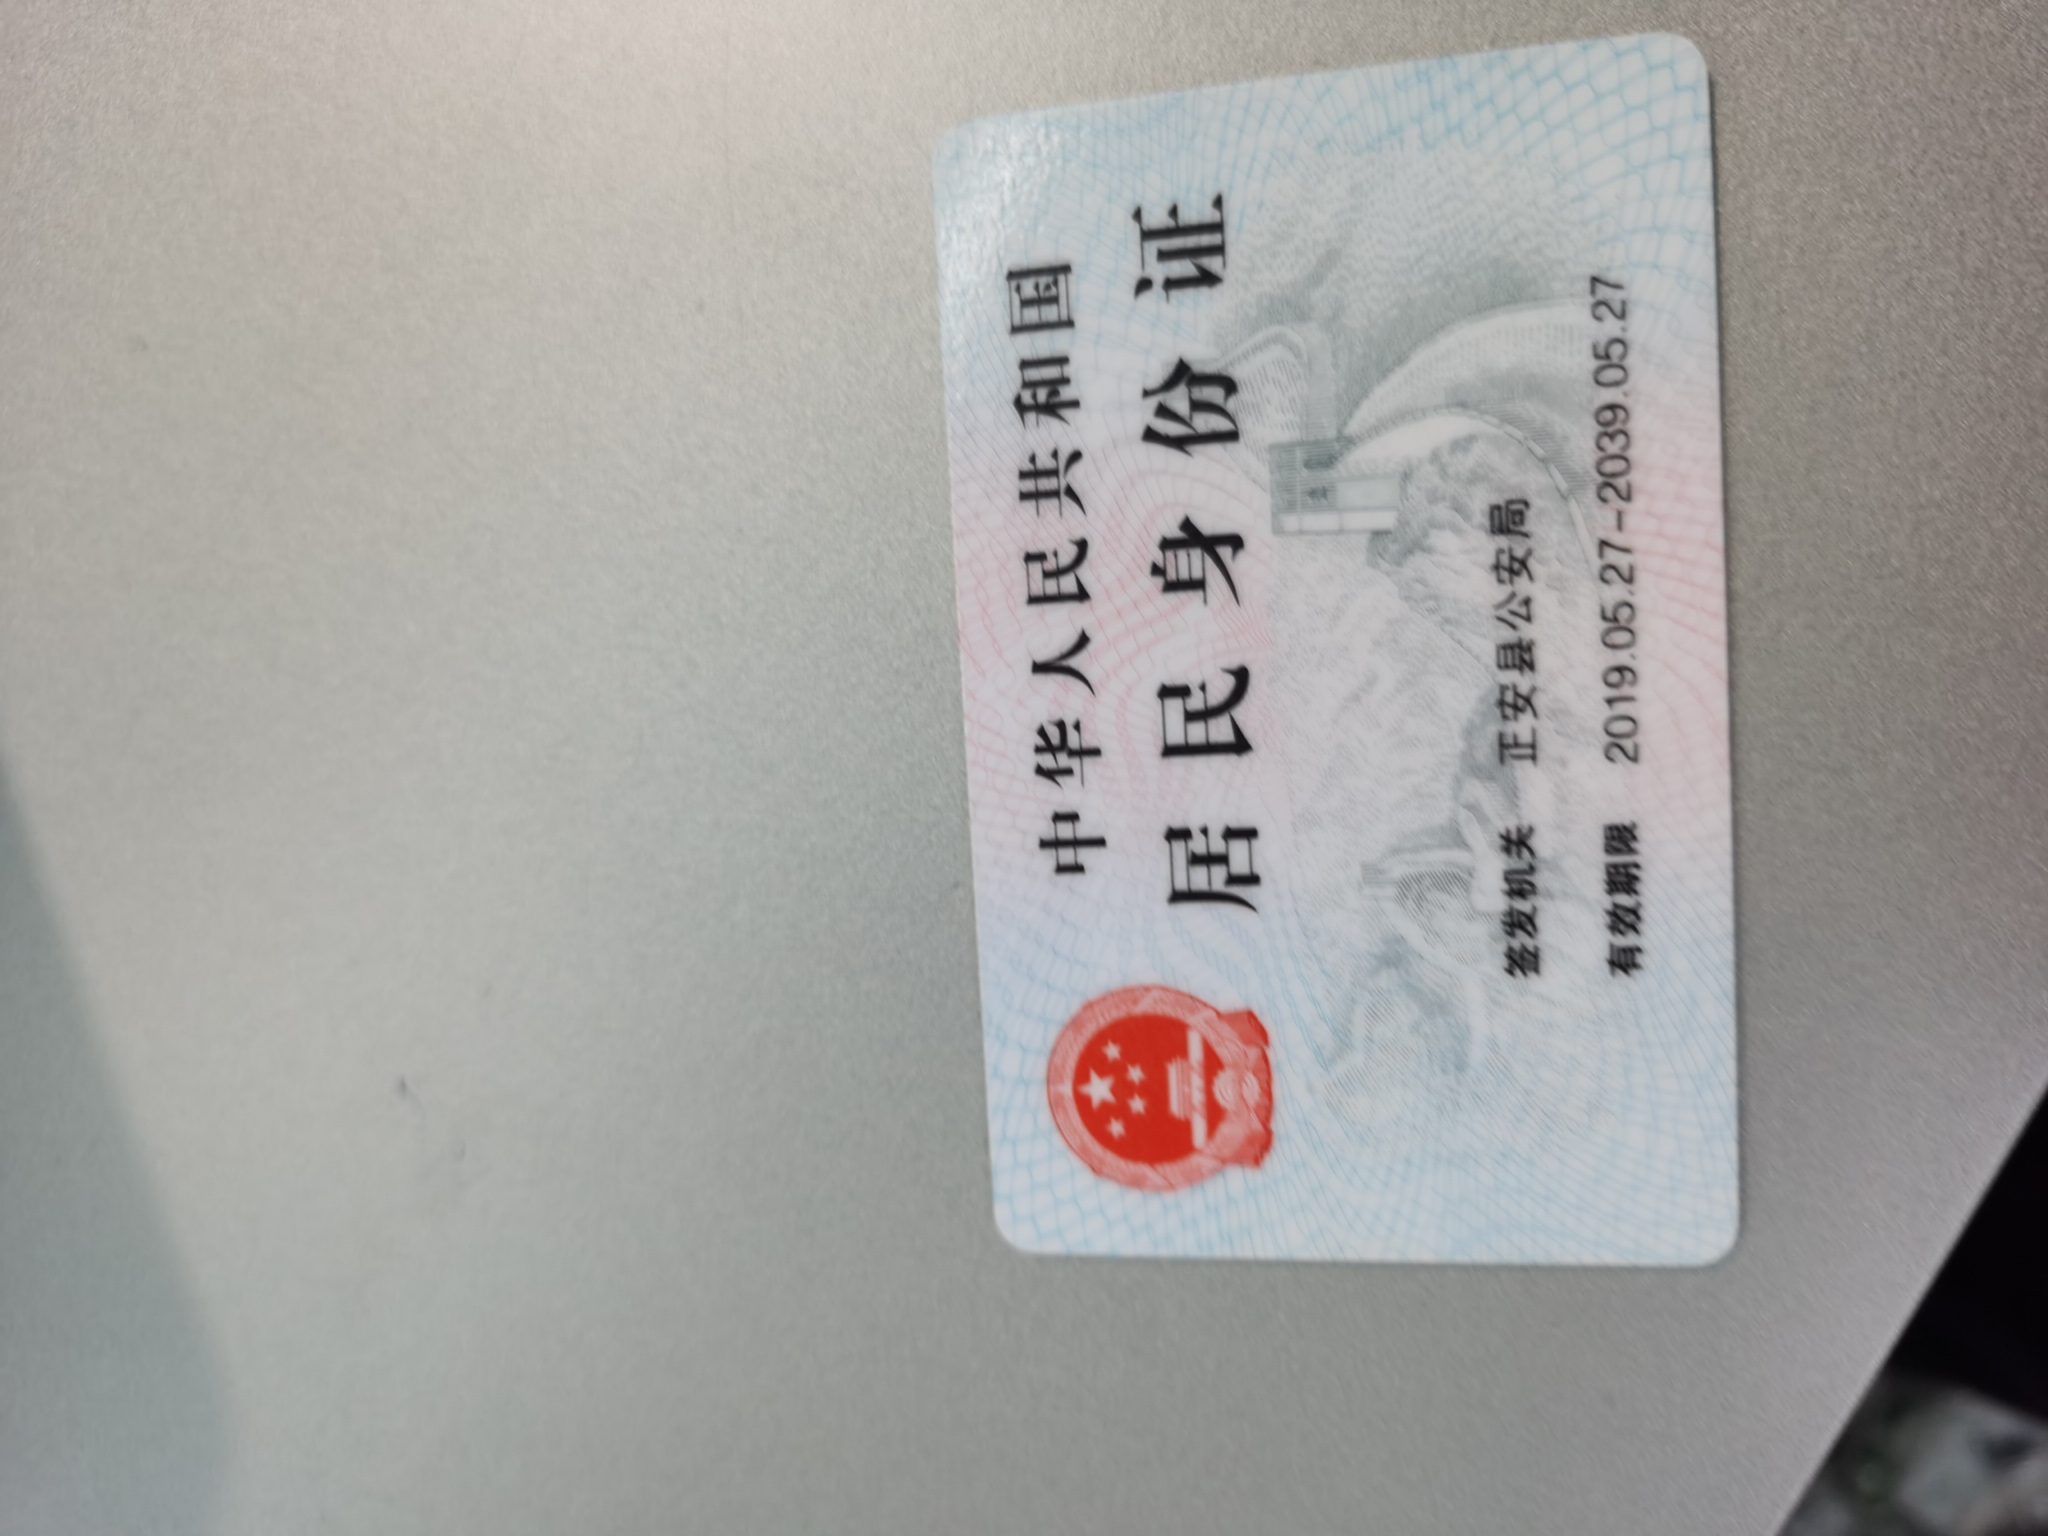 中华人民共和国
居民身份证
签发机关 正安县公安局
有效期限 2019.05.27-2039.05.27